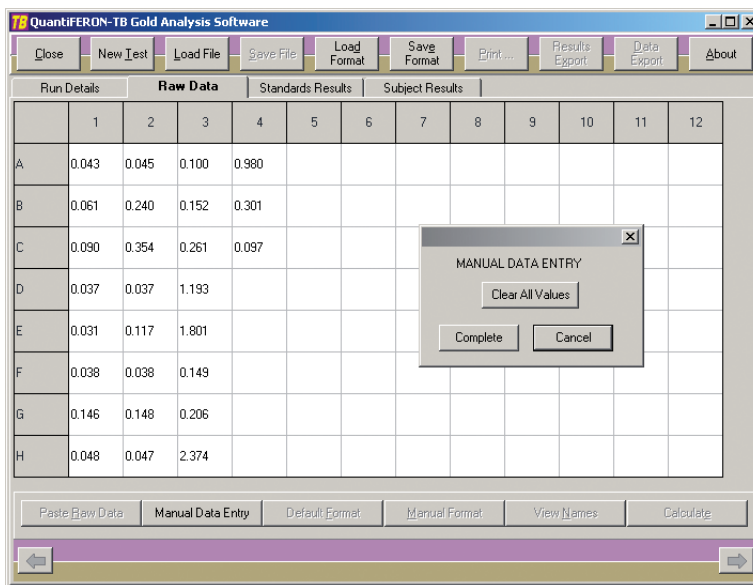 TB QuantiFERON-TB Gold Analysis Software
Close New Test Load File Save File Load Format Save Format Print ... Results Export Data Export About
Run Details Raw Data Standards Results Subject Results
1 2 3 4 5 6 7 8 9 10 11 12
A 0.043 0.045 0.100 0.980
B 0.061 0.240 0.152 0.301
C 0.090 0.354 0.261 0.097
D 0.037 0.037 1.193
E 0.031 0.117 1.801
F 0.038 0.038 0.149
G 0.146 0.148 0.206
H 0.048 0.047 2.374
MANUAL DATA ENTRY
Clear All Values
Complete Cancel
Paste Raw Data Manual Data Entry Default Format Manual Format View Names Calculate